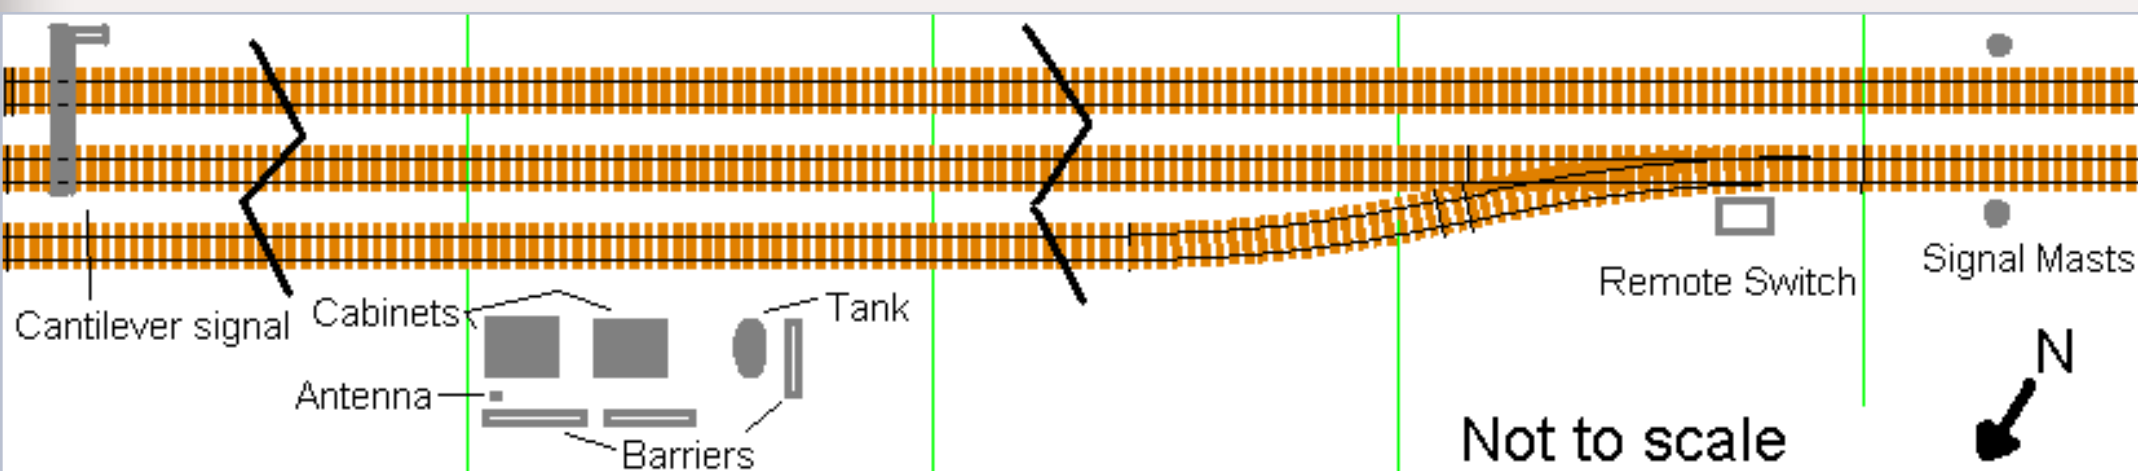 Cantilever signal
Cabinets
Tank
Antenna
Barriers
Remote Switch
Signal Masts
N
Not to scale